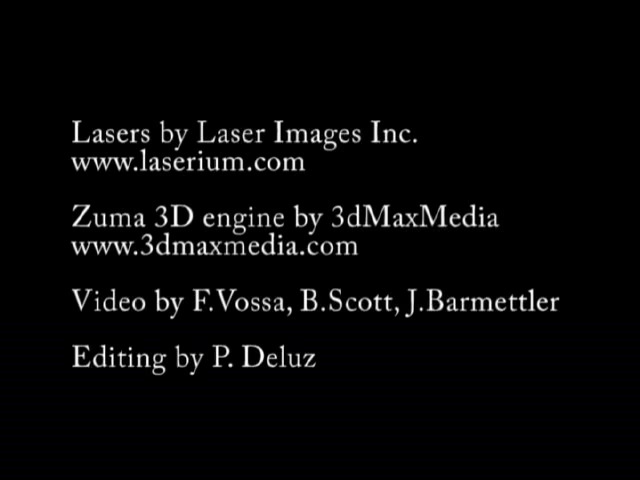 Lasers by Laser Images Inc.
www.laserium.com
Zuma 3D engine by 3dMaxMedia
www.3dmaxmedia.com
Video by F.Vossa, B.Scott, J.Barmettler
Editing by P. Deluz